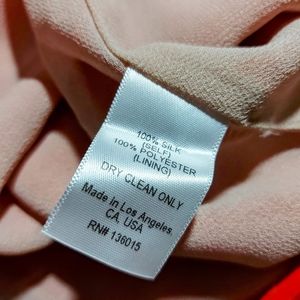 100% SILK
(SELF)
100% POLYESTER
(LINING)
DRY CLEAN ONLY
Made in Los Angeles,
CA, USA
RN# 136015